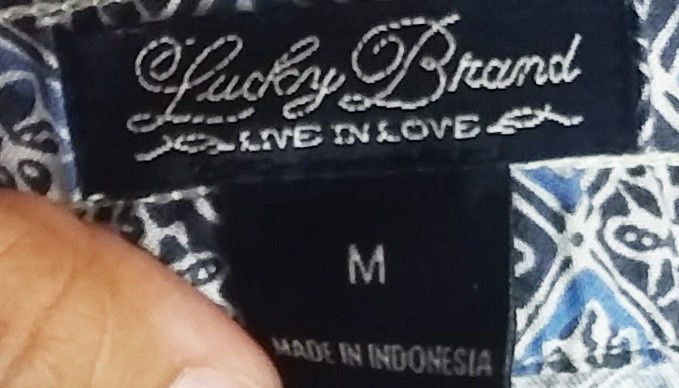 Lucky Brand
LIVE IN LOVE
M
MADE IN INDONESIA